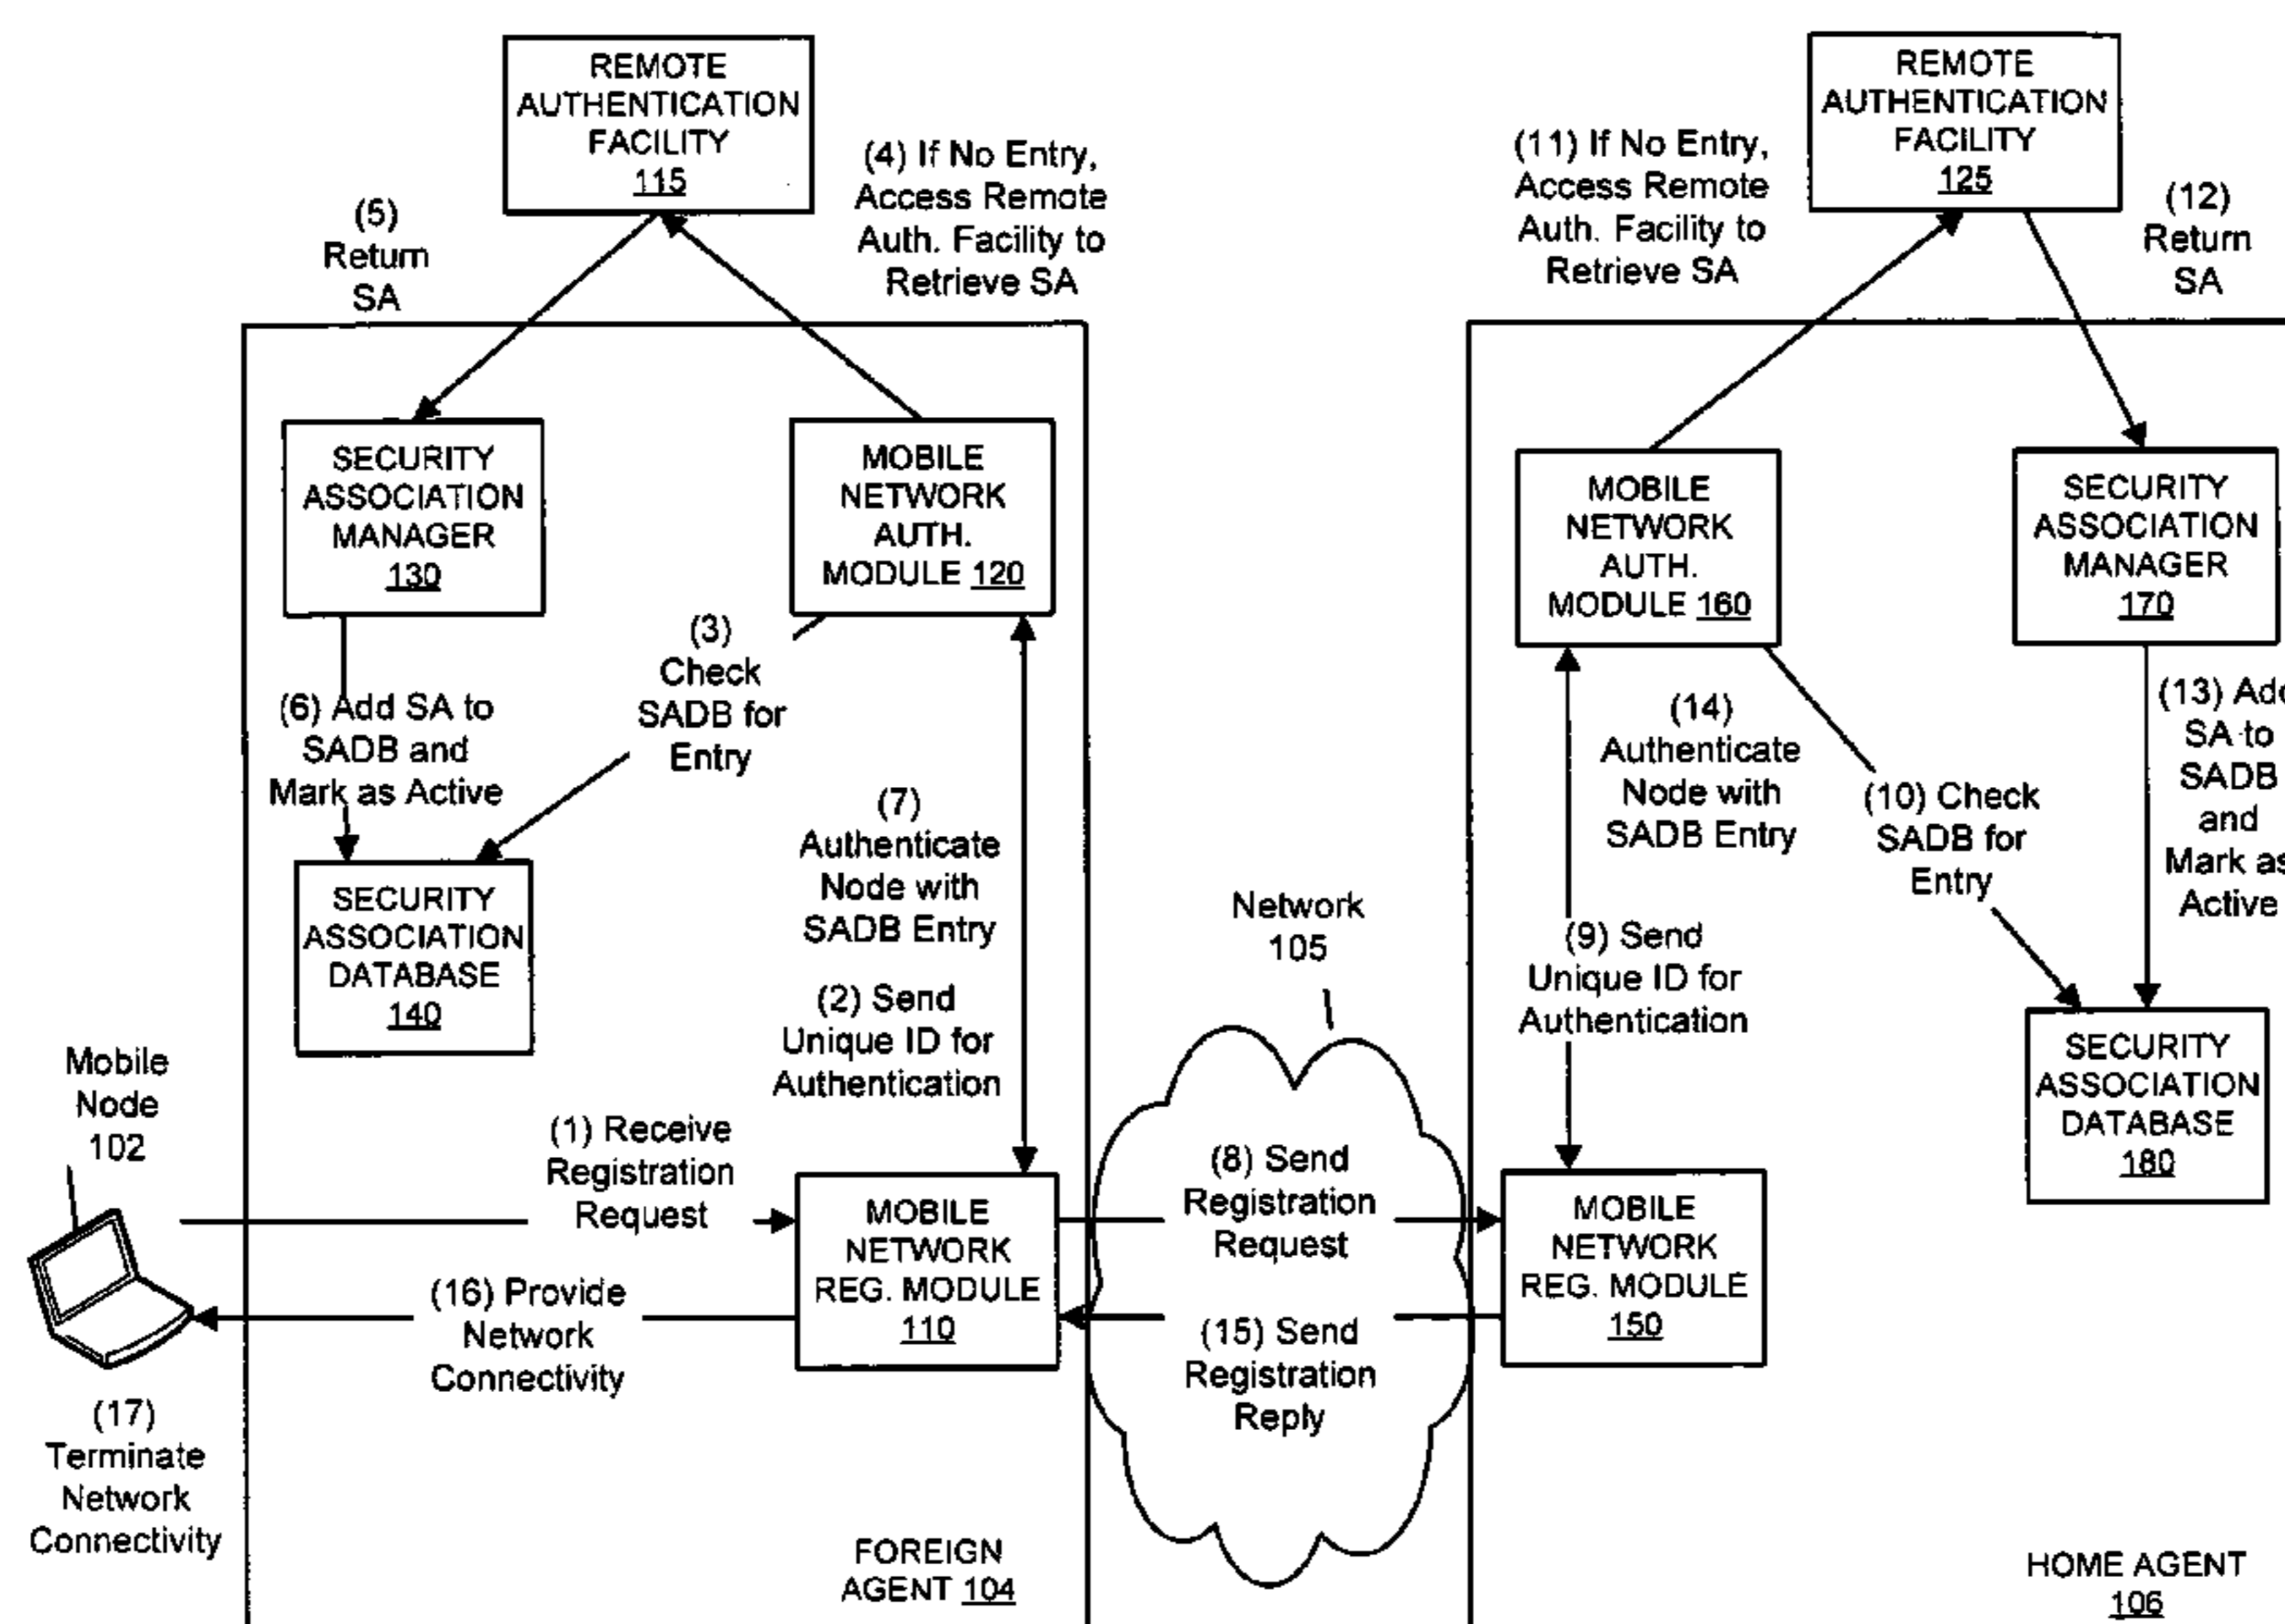 REMOTE
AUTHENTICATION
FACILITY
115
(4) If No Entry,
Access Remote
Auth. Facility to
Retrieve SA
(5)
Return
SA
SECURITY
ASSOCIATION
MANAGER
130
MOBILE
NETWORK
AUTH.
MODULE 120
(3)
Check
SADB for
Entry
(6) Add SA to
SADB and
Mark as Active
(7)
Authenticate
Node with
SADB Entry
SECURITY
ASSOCIATION
DATABASE
140
(2) Send
Unique ID for
Authentication
Mobile
Node
102
(1) Receive
Registration
Request
MOBILE
NETWORK
REG. MODULE
110
(16) Provide
Network
Connectivity
(17)
Terminate
Network
Connectivity
FOREIGN
AGENT 104
Network
105
(8) Send
Registration
Request
(15) Send
Registration
Reply
REMOTE
AUTHENTICATION
FACILITY
125
(11) If No Entry,
Access Remote
Auth. Facility to
Retrieve SA
(12)
Return
SA
MOBILE
NETWORK
AUTH.
MODULE 160
SECURITY
ASSOCIATION
MANAGER
170
(14)
Authenticate
Node with
SADB Entry
(10) Check
SADB for
Entry
(13) Ad
SA to
SADB
and
Mark as
Active
(9) Send
Unique ID for
Authentication
SECURITY
ASSOCIATION
DATABASE
180
MOBILE
NETWORK
REG. MODULE
150
HOME AGENT
106